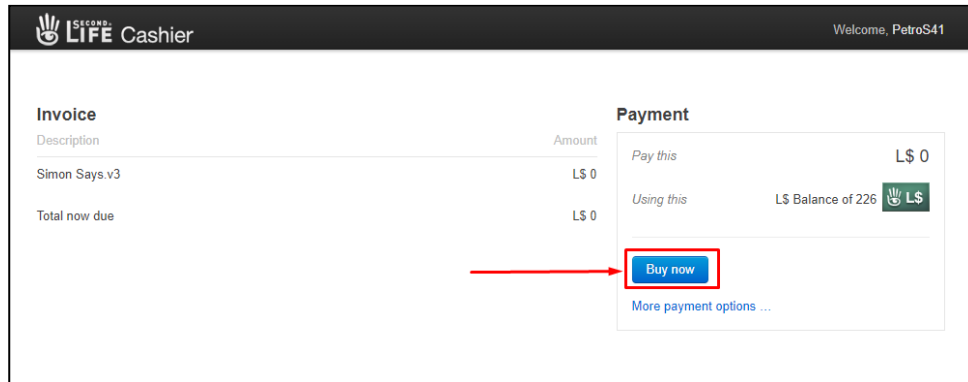 SECOND LIFE Cashier
Welcome, PetroS41
Invoice
Description Amount
Simon Says.v3 L$ 0
Total now due L$ 0
Payment
Pay this L$ 0
Using this L$ Balance of 226 L$
Buy now
More payment options ...